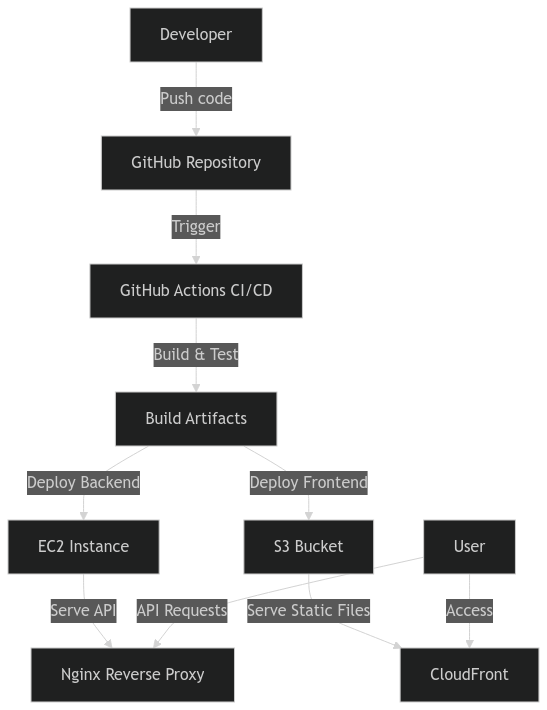 Developer
Push code
GitHub Repository
Trigger
GitHub Actions CI/CD
Build & Test
Build Artifacts
Deploy Backend
Deploy Frontend
EC2 Instance
S3 Bucket
User
Serve API
API Requests
Serve Static Files
Access
Nginx Reverse Proxy
CloudFront